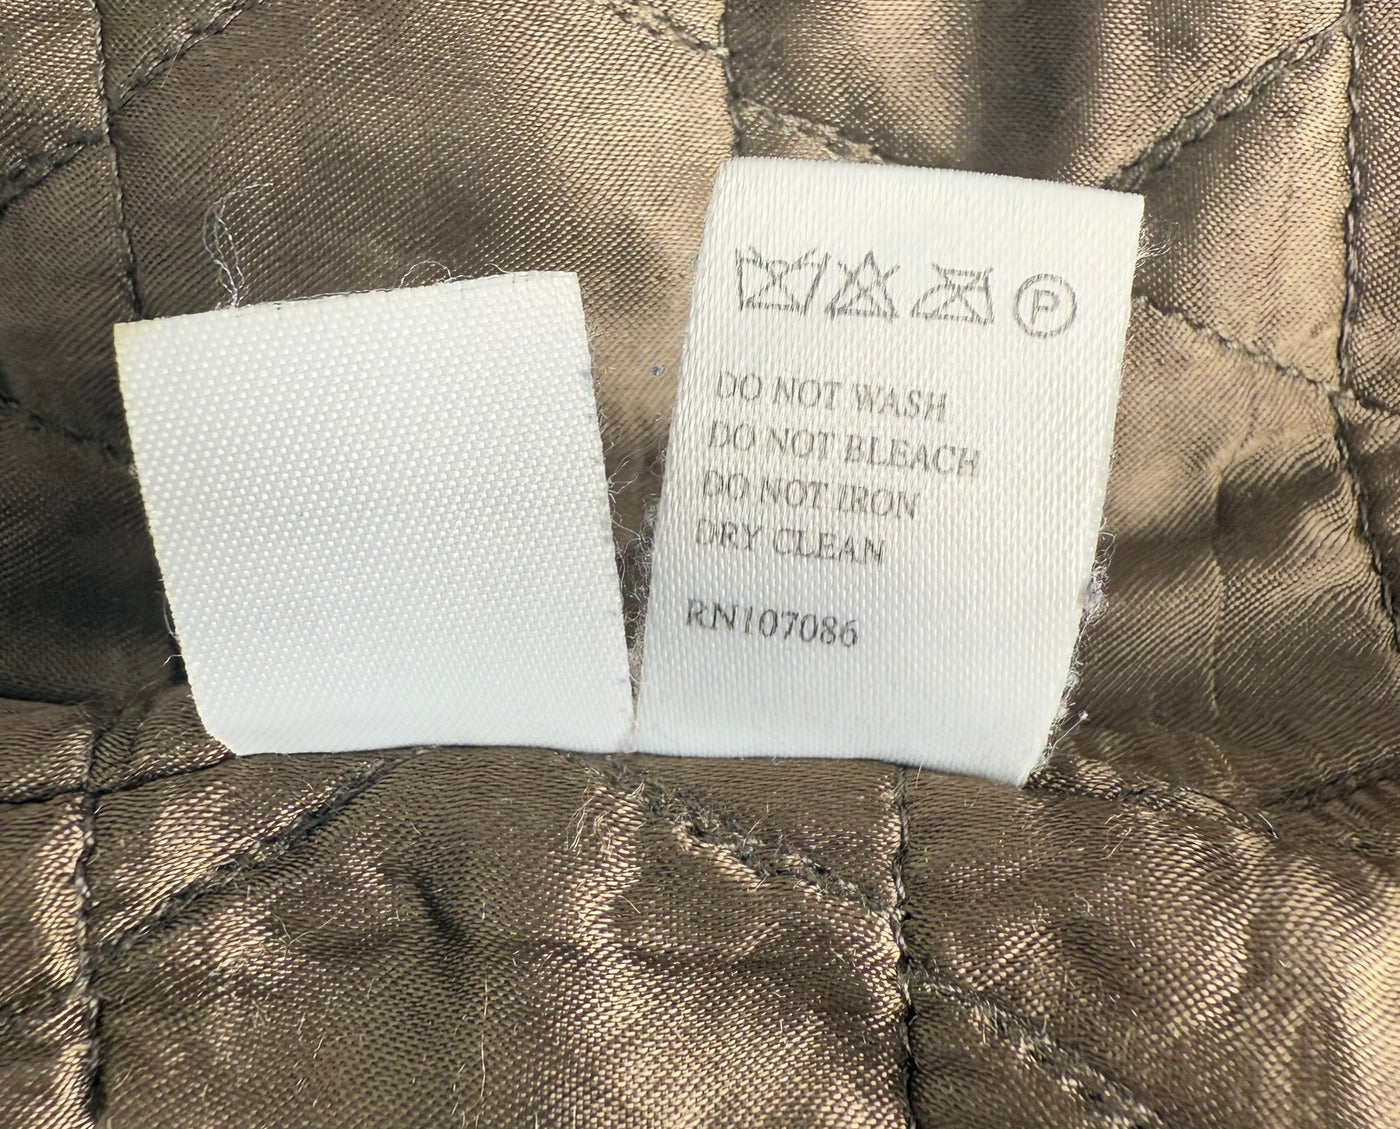 P
DO NOT WASH
DO NOT BLEACH
DO NOT IRON
DRY CLEAN
RN107086